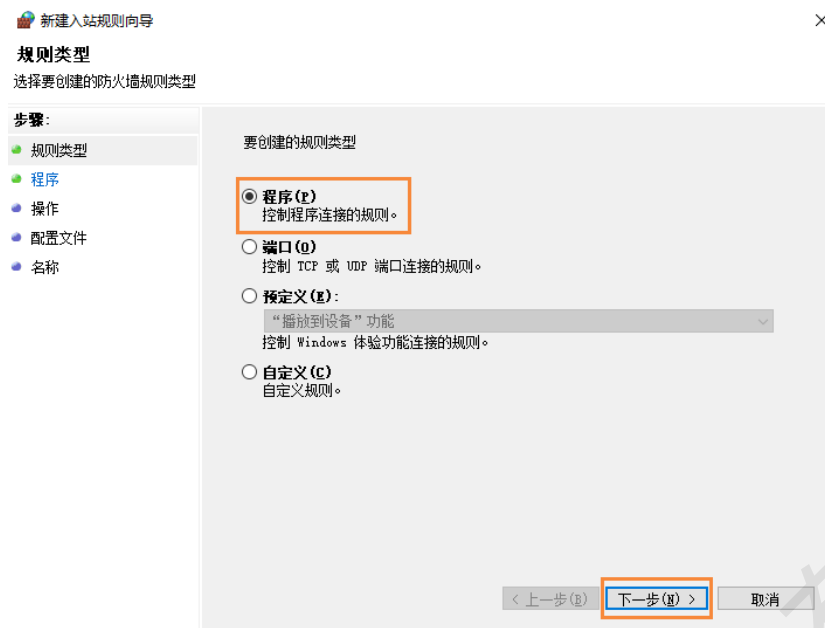 新建入站规则向导
规则类型
选择要创建的防火墙规则类型
步骤:
规则类型
程序
操作
配置文件
名称
要创建的规则类型
程序(P)
控制程序连接的规则。
端口(O)
控制 TCP 或 UDP 端口连接的规则。
预定义(E):
“播放到设备”功能
控制 Windows 体验功能连接的规则。
自定义(C)
自定义规则。
< 上一步(B)
下一步(N) >
取消